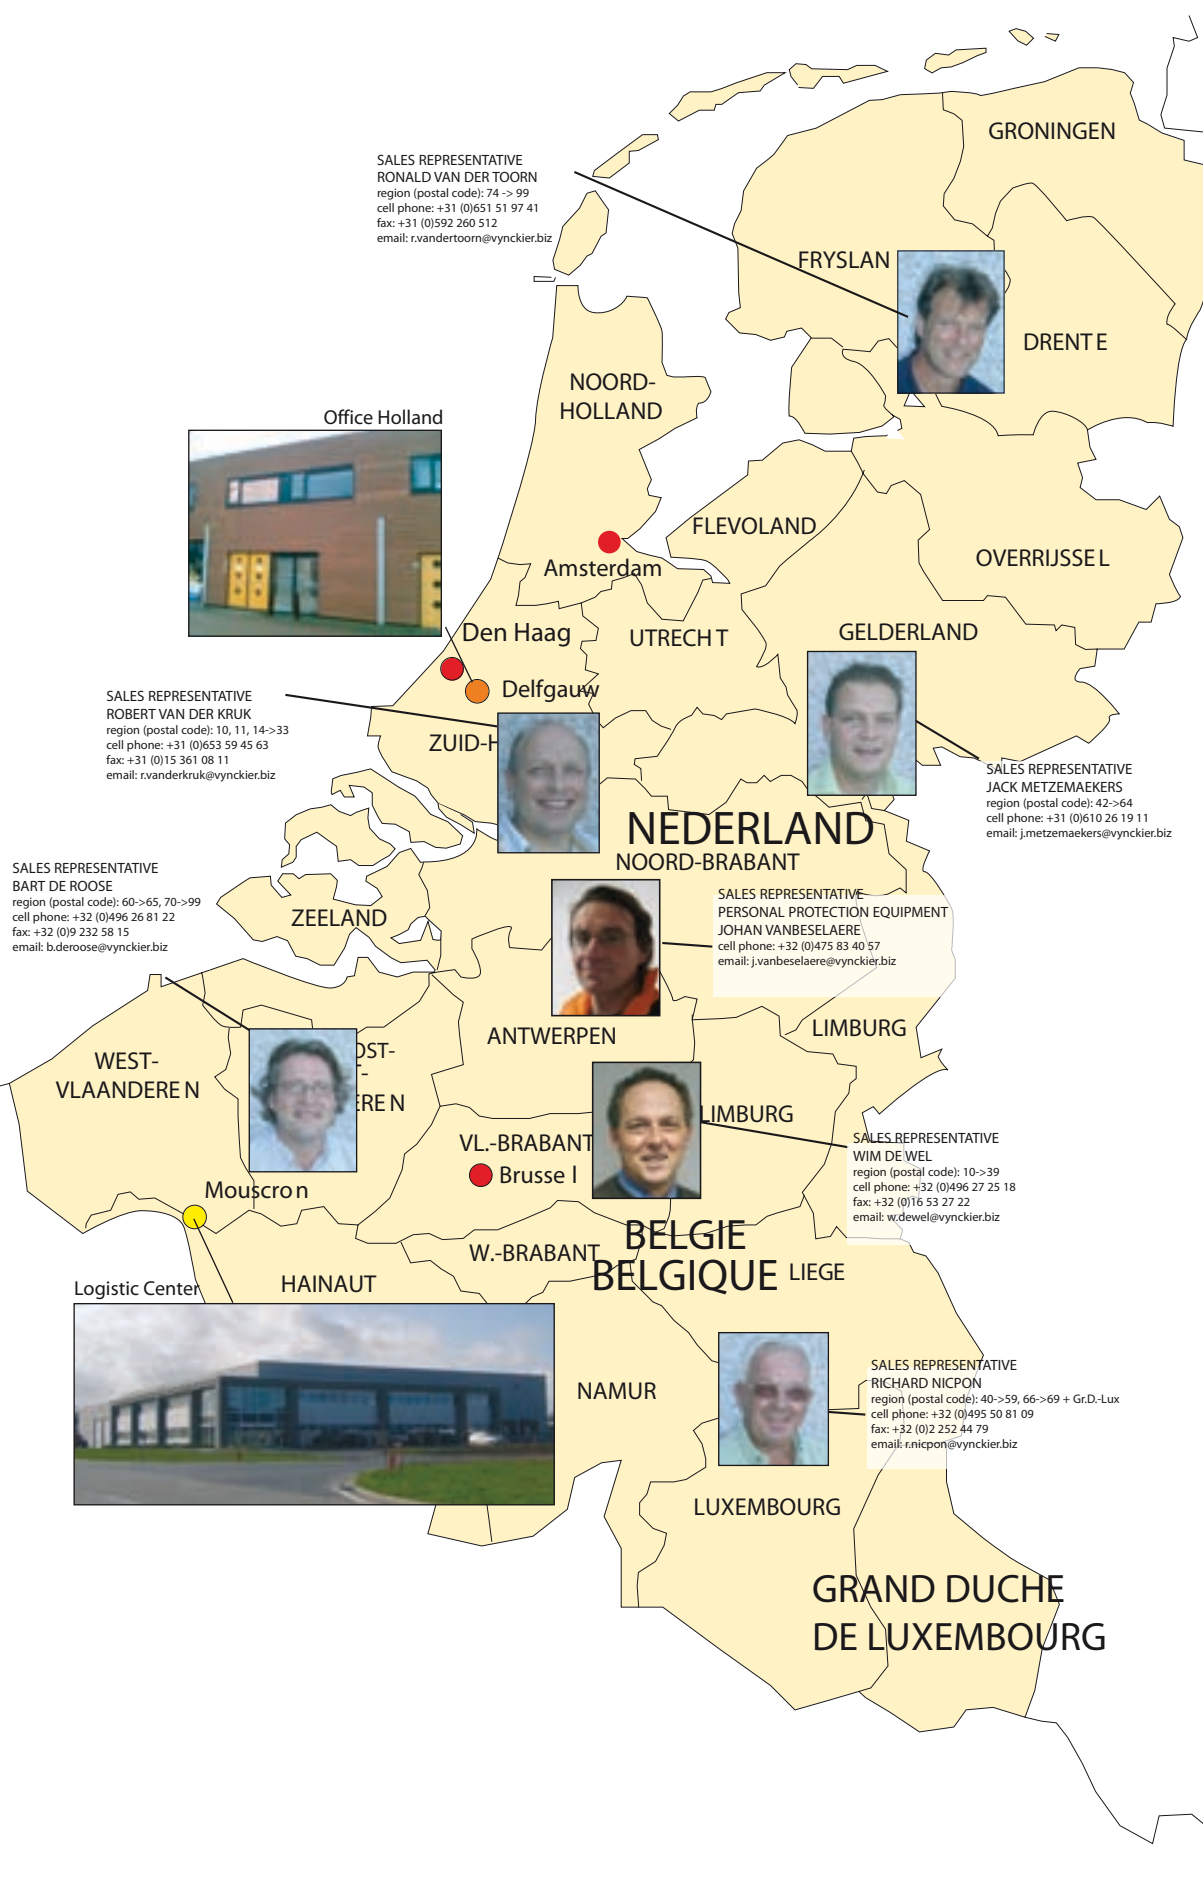 GRONINGEN
SALES REPRESENTATIVE
RONALD VAN DER TOORN
region (postal code): 74 -> 99
cell phone: +31 (0)651 51 97 41
fax: +31 (0)592 260 512
email: r.vandertoorn@vynckier.biz
FRYSLAN
DRENTE
NOORD-
HOLLAND
Office Holland
FLEVOLAND
OVERRIJSSEL
Amsterdam
Den Haag
UTRECHT
GELDERLAND
Delfgauw
SALES REPRESENTATIVE
ROBERT VAN DER KRUK
region (postal code): 10, 11, 14->33
cell phone: +31 (0)653 59 45 63
fax: +31 (0)15 361 08 11
email: r.vanderkruk@vynckier.biz
ZUID-H
SALES REPRESENTATIVE
JACK METZEMAEKERS
region (postal code): 42->64
cell phone: +31 (0)610 26 19 11
email: j.metzemaekers@vynckier.biz
NEDERLAND
NOORD-BRABANT
SALES REPRESENTATIVE
BART DE ROOSE
region (postal code): 60->65, 70->99
cell phone: +32 (0)496 26 81 22
fax: +32 (0)9 232 58 15
email: b.deroose@vynckier.biz
ZEELAND
SALES REPRESENTATIVE
PERSONAL PROTECTION EQUIPMENT
JOHAN VANBESELAERE
cell phone: +32 (0)475 83 40 57
email: j.vanbeselaere@vynckier.biz
ANTWERPEN
LIMBURG
WEST-
VLAANDEREN
OST-
EREN
LIMBURG
VL.-BRABANT
Brussel
SALES REPRESENTATIVE
WIM DE WEL
region (postal code): 10->39
cell phone: +32 (0)496 27 25 18
fax: +32 (0)16 53 27 22
email: w.dewel@vynckier.biz
Mouscron
BELGIE
BELGIQUE
W.-BRABANT
LIEGE
HAINAUT
Logistic Center
NAMUR
SALES REPRESENTATIVE
RICHARD NICPON
region (postal code): 40->59, 66->69 + Gr.D.-Lux
cell phone: +32 (0)495 50 81 09
fax: +32 (0)2 252 44 79
email: r.nicpon@vynckier.biz
LUXEMBOURG
GRAND DUCHE
DE LUXEMBOURG